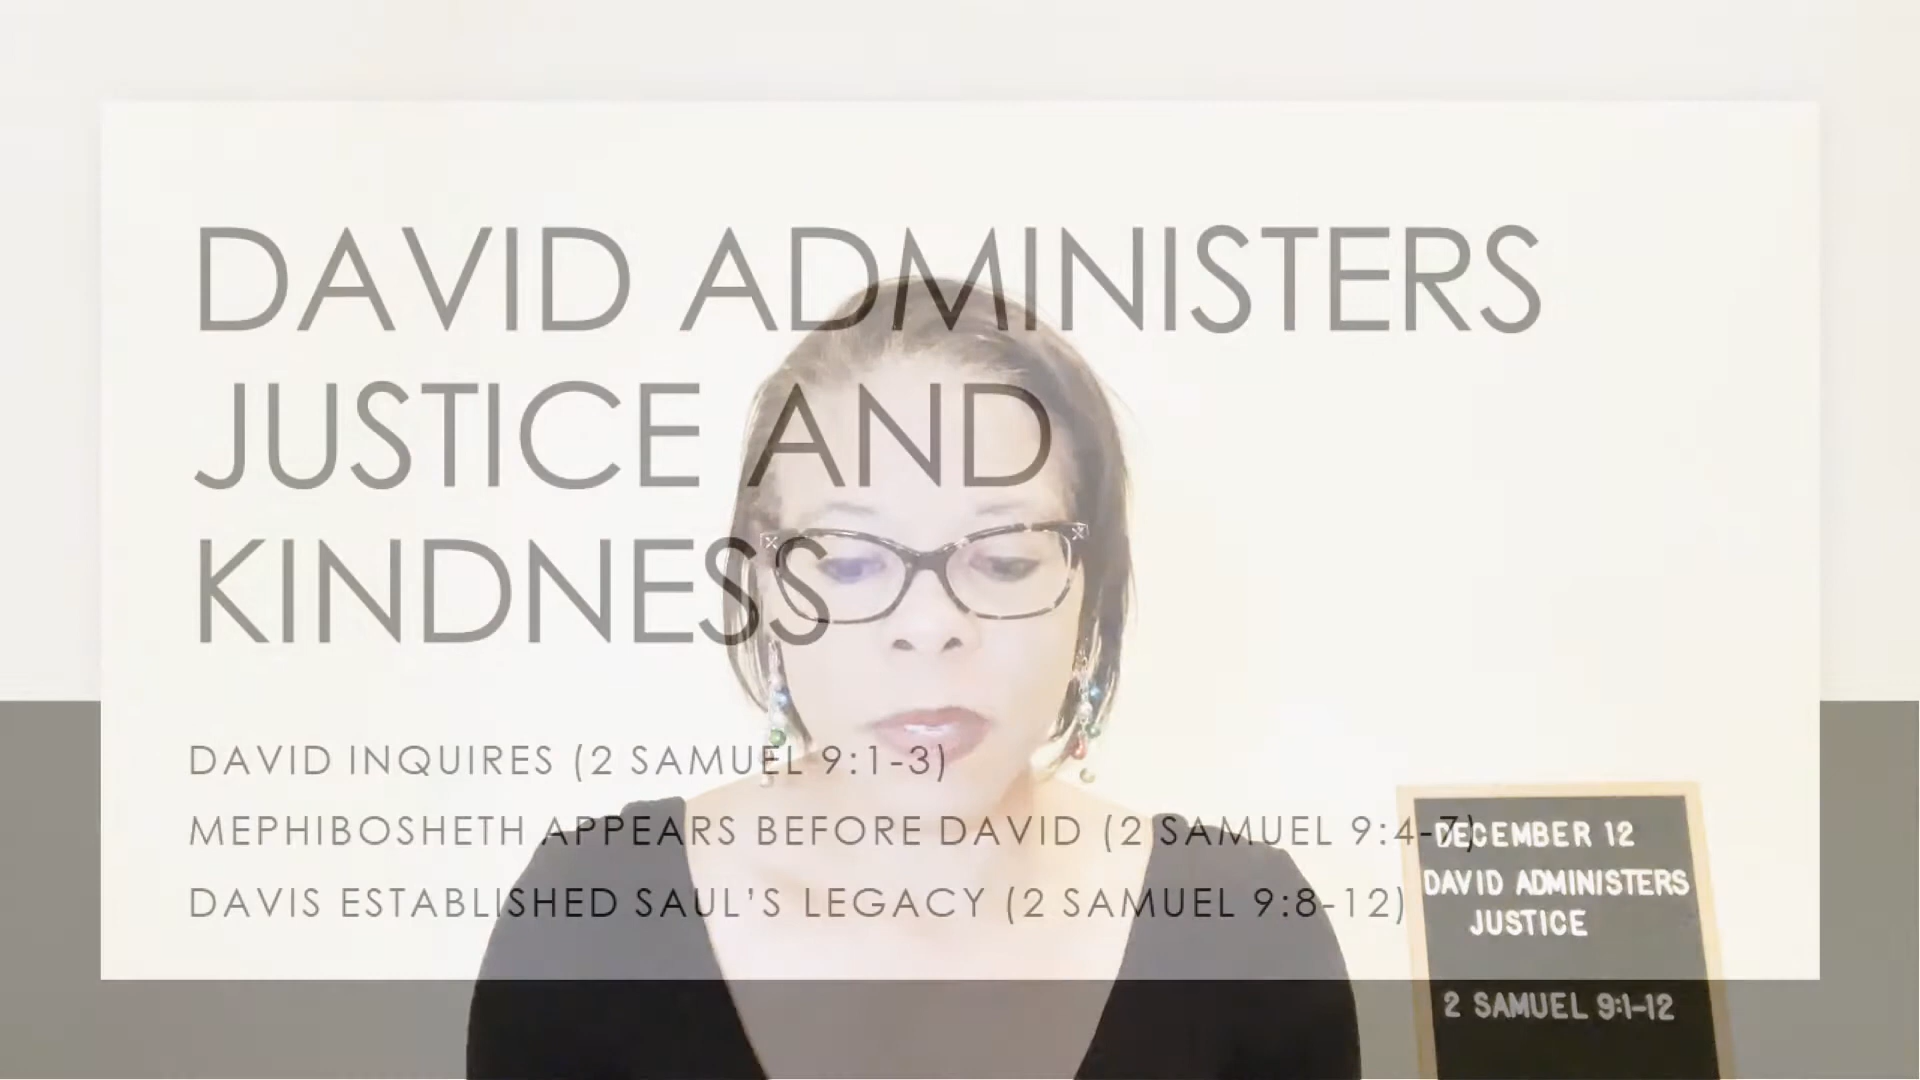 DAVID ADMINISTERS
JUSTICE AND
KINDNESS
DAVID INQUIRES (2 SAMUEL 9:1-3)
MEPHIBOSHETH APPEARS BEFORE DAVID (2 SAMUEL 9:4-7)
DAVIS ESTABLISHED SAUL'S LEGACY (2 SAMUEL 9:8-12)
DECEMBER 12
DAVID ADMINISTERS
JUSTICE
2 SAMUEL 9:1-12